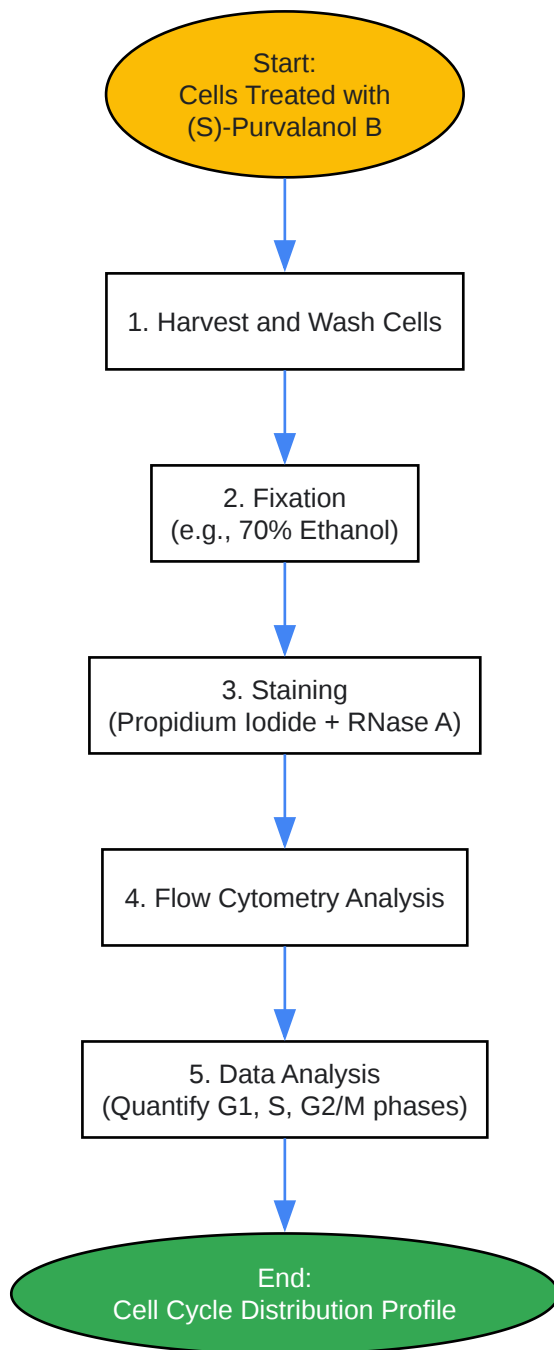 Start:
Cells Treated with
(S)-Purvalanol B
1. Harvest and Wash Cells
2. Fixation
(e.g., 70% Ethanol)
3. Staining
(Propidium Iodide + RNase A)
4. Flow Cytometry Analysis
5. Data Analysis
(Quantify G1, S, G2/M phases)
End:
Cell Cycle Distribution Profile